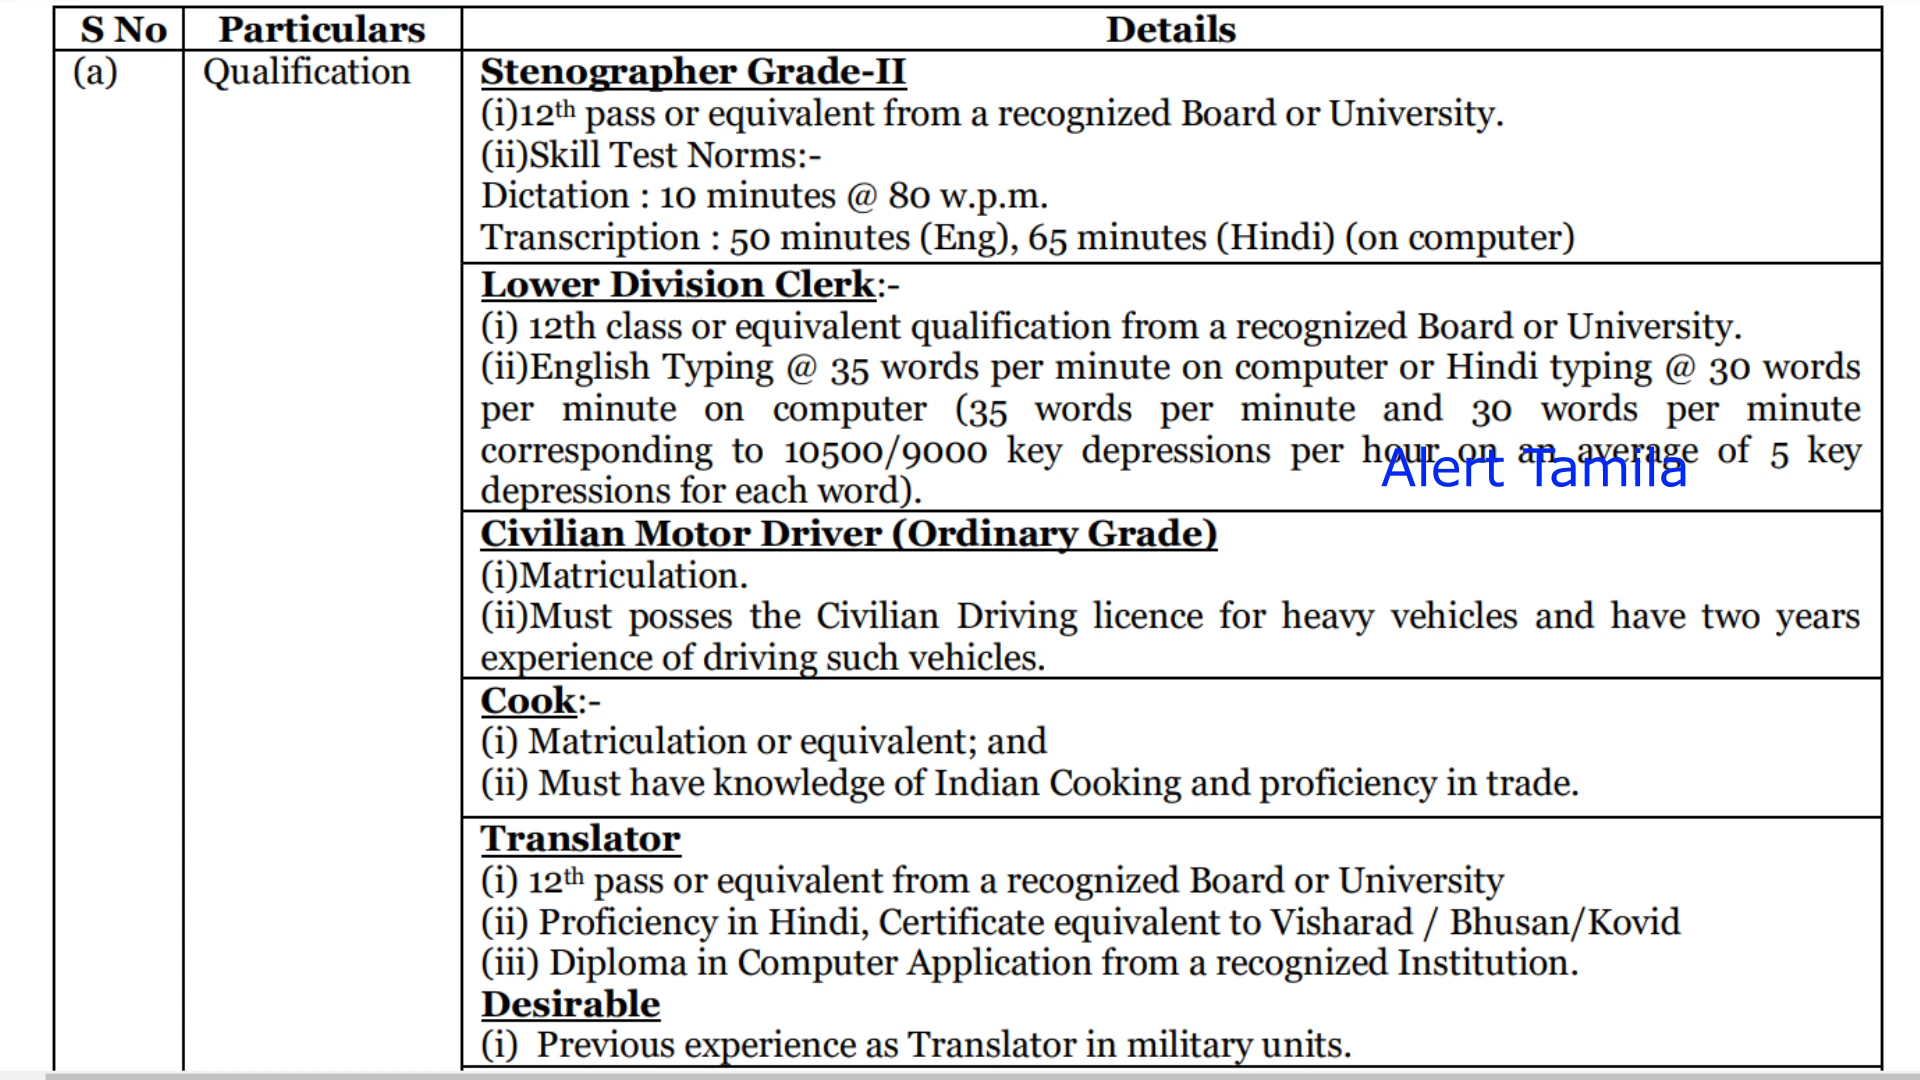 S No Particulars Details
(a) Qualification Stenographer Grade-II
(i)12th pass or equivalent from a recognized Board or University.
(ii)Skill Test Norms:-
Dictation : 10 minutes @ 80 w.p.m.
Transcription : 50 minutes (Eng), 65 minutes (Hindi) (on computer)
Lower Division Clerk:-
(i) 12th class or equivalent qualification from a recognized Board or University.
(ii)English Typing @ 35 words per minute on computer or Hindi typing @ 30 words
per minute on computer (35 words per minute and 30 words per minute
corresponding to 10500/9000 key depressions per hour on an average of 5 key
Alert Tamila
depressions for each word).
Civilian Motor Driver (Ordinary Grade)
(i)Matriculation.
(ii)Must posses the Civilian Driving licence for heavy vehicles and have two years
experience of driving such vehicles.
Cook:-
(i) Matriculation or equivalent; and
(ii) Must have knowledge of Indian Cooking and proficiency in trade.
Translator
(i) 12th pass or equivalent from a recognized Board or University
(ii) Proficiency in Hindi, Certificate equivalent to Visharad / Bhusan/Kovid
(iii) Diploma in Computer Application from a recognized Institution.
Desirable
(i) Previous experience as Translator in military units.